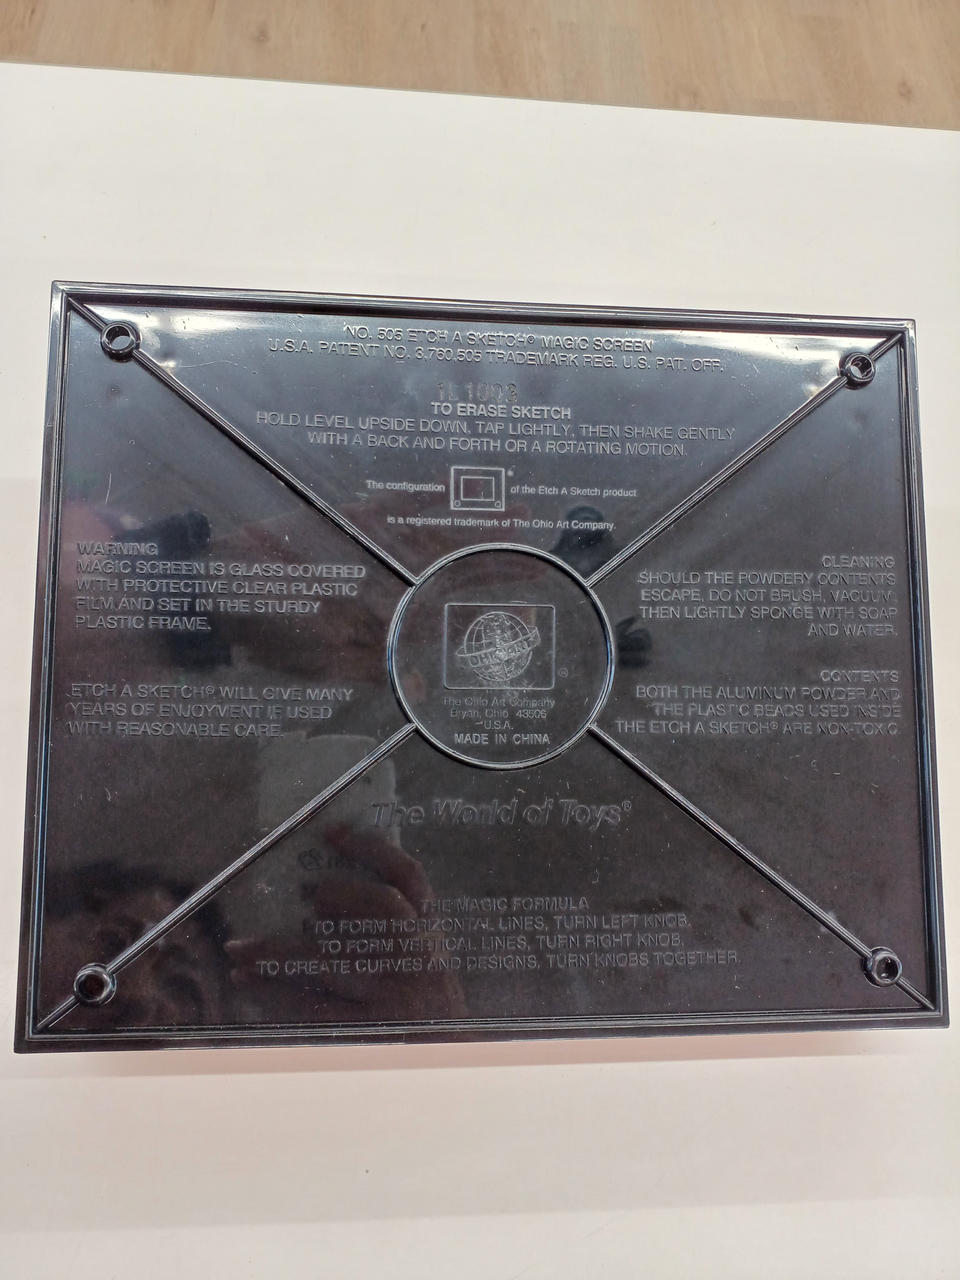 NO. 505 ETCH A SKETCH® MAGIC SCREEN
U.S.A. PATENT NO. 3,760,505 TRADEMARK REG. U.S. PAT. OFF.
TO ERASE SKETCH
HOLD LEVEL UPSIDE DOWN, TAP LIGHTLY, THEN SHAKE GENTLY
WITH A BACK AND FORTH OR A ROTATING MOTION.
The configuration ® of the Etch A Sketch product
is a registered trademark of The Ohio Art Company.
WARNING
MAGIC SCREEN IS GLASS COVERED
WITH PROTECTIVE CLEAR PLASTIC
FILM AND SET IN THE STURDY
PLASTIC FRAME.
ETCH A SKETCH® WILL GIVE MANY
YEARS OF ENJOYMENT IF USED
WITH REASONABLE CARE.
OHIO ART
®
The Ohio Art Company
Bryan, Ohio 43506
U.S.A.
MADE IN CHINA
CLEANING
SHOULD THE POWDERY CONTENTS
ESCAPE, DO NOT BRUSH, VACUUM,
THEN LIGHTLY SPONGE WITH SOAP
AND WATER.
CONTENTS
BOTH THE ALUMINUM POWDER AND
THE PLASTIC BEADS USED INSIDE
THE ETCH A SKETCH® ARE NON-TOXIC.
The World of Toys®
THE MAGIC FORMULA
TO FORM HORIZONTAL LINES, TURN LEFT KNOB.
TO FORM VERTICAL LINES, TURN RIGHT KNOB.
TO CREATE CURVES AND DESIGNS, TURN KNOBS TOGETHER.